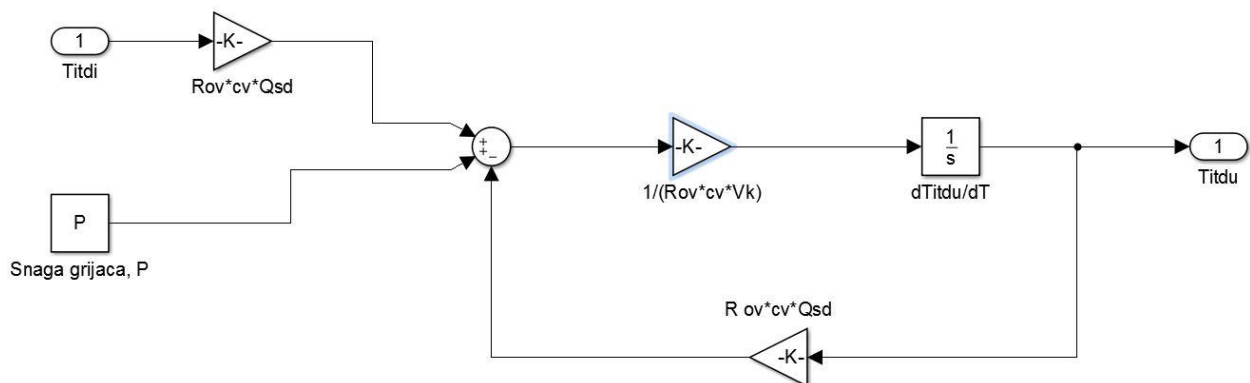 1
Titdi
-K-
Rov*cv*Qsd
P
Snaga grijaca, P
+
+
−
-K-
1/(Rov*cv*Vk)
1
s
dTitdu/dT
1
Titdu
R ov*cv*Qsd
-K-